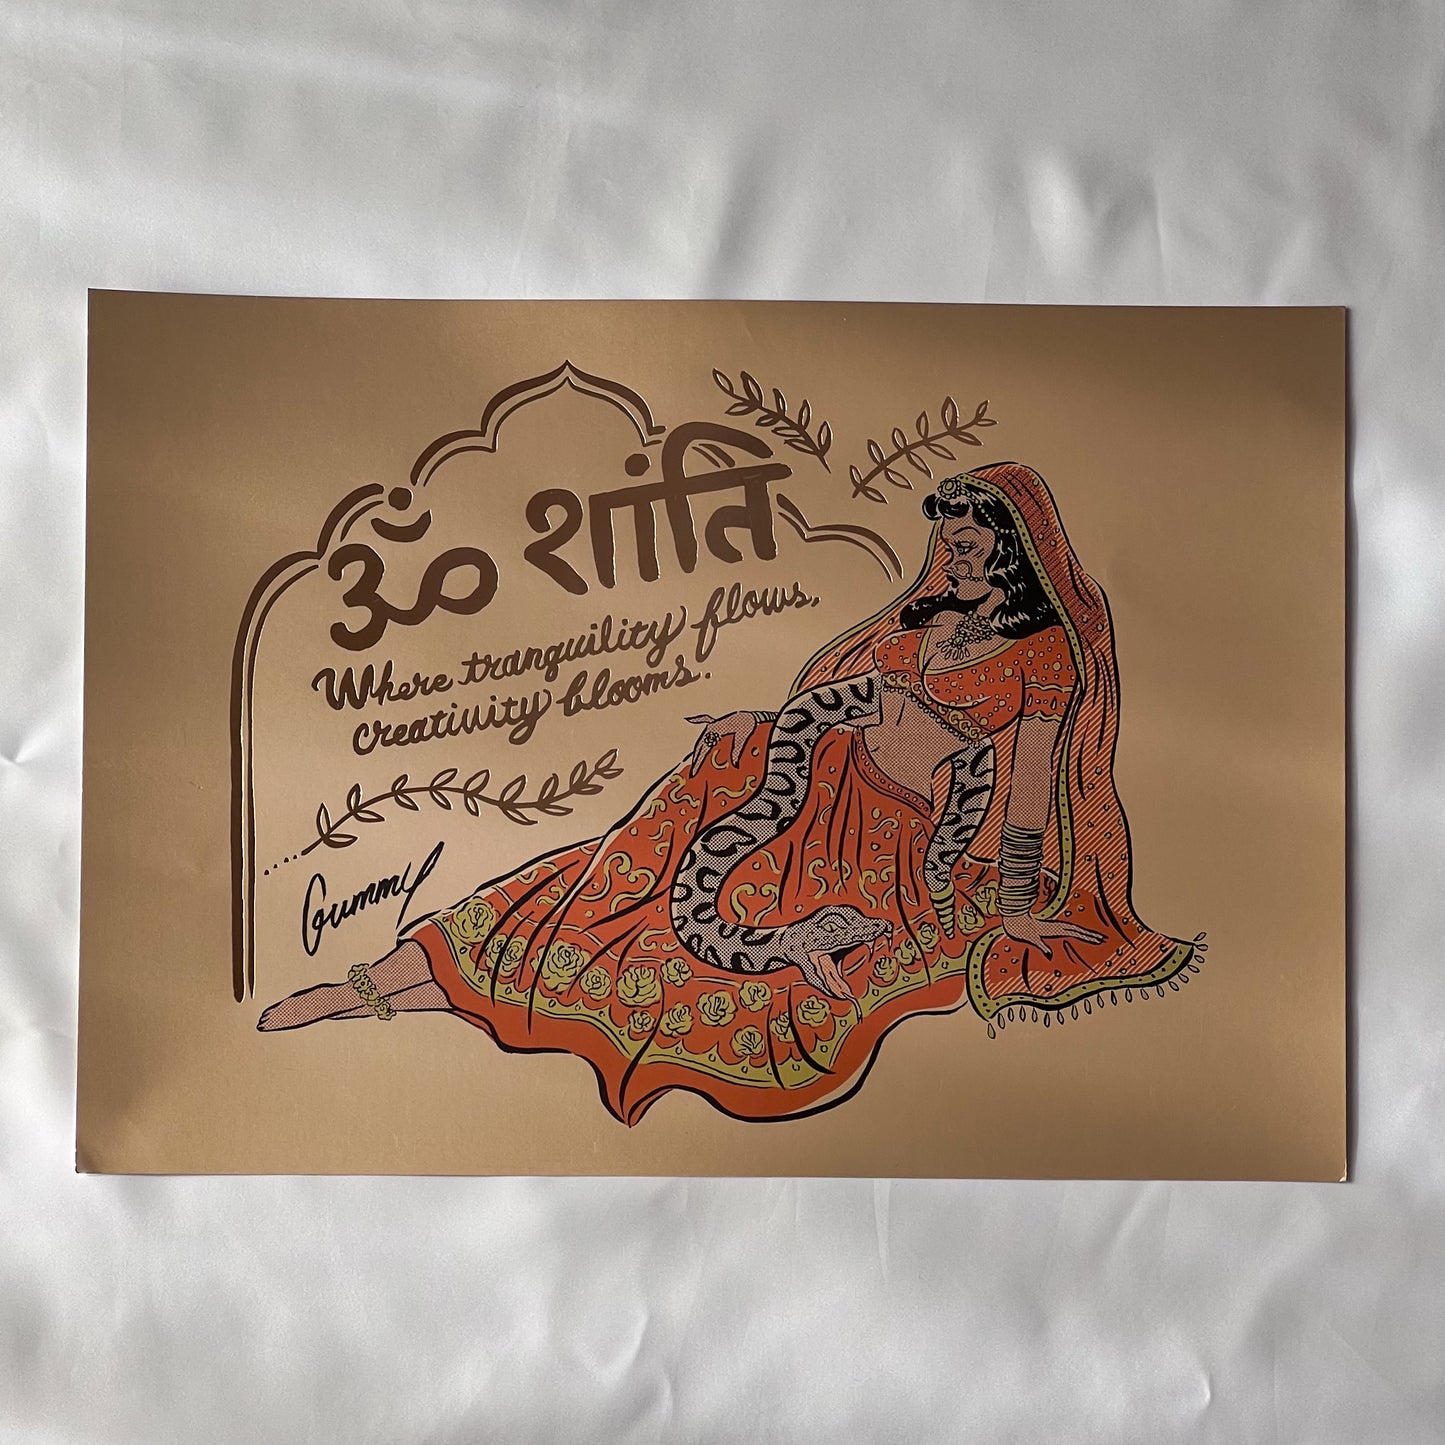 ॐ शांति
Where tranquility flows,
creativity blooms.
Gummy